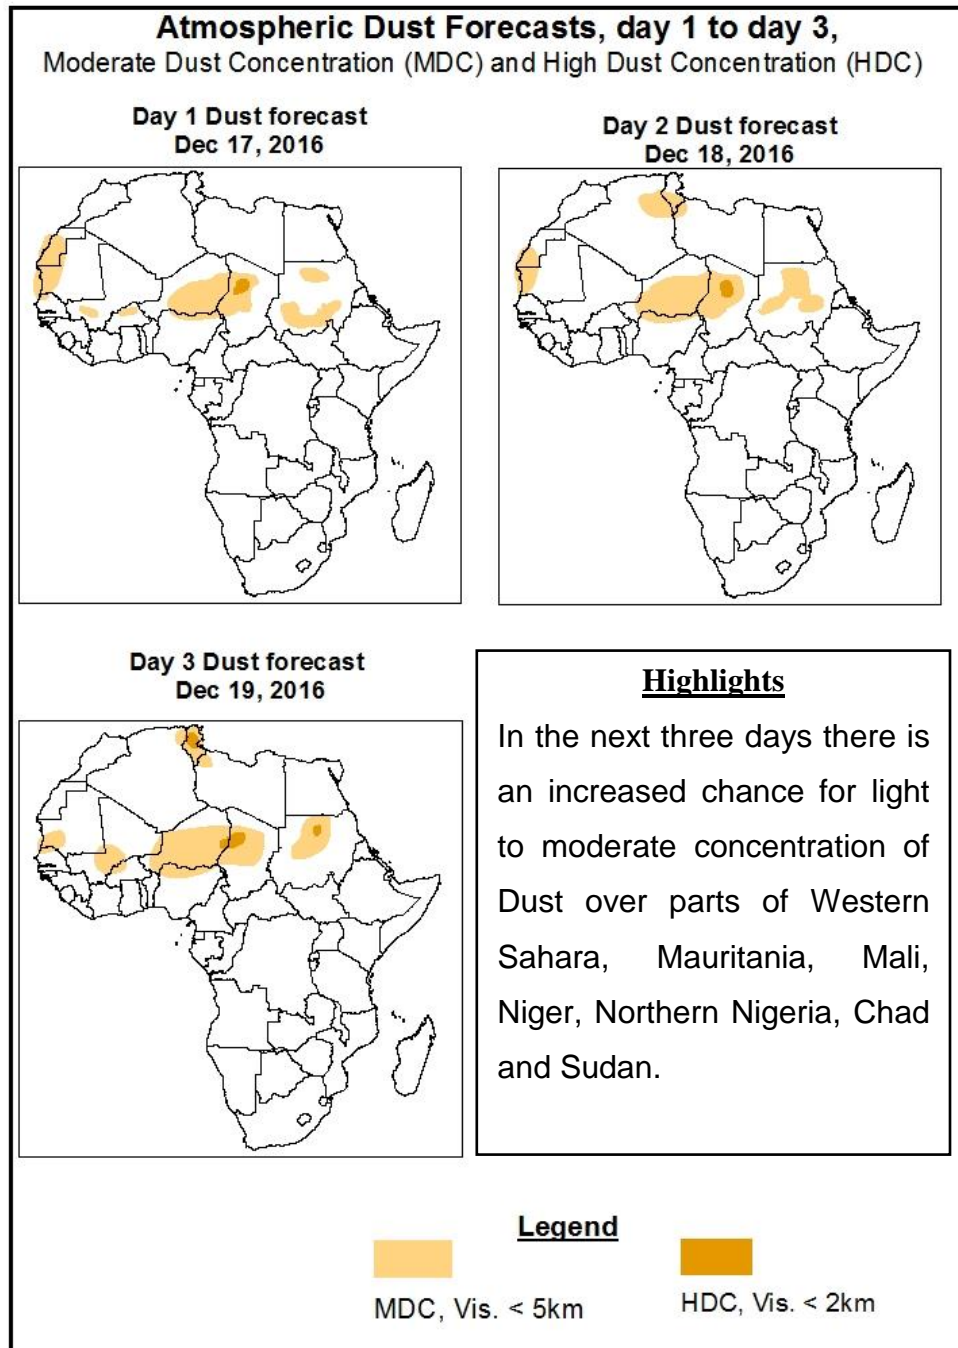 Atmospheric Dust Forecasts, day 1 to day 3,
Moderate Dust Concentration (MDC) and High Dust Concentration (HDC)
Day 1 Dust forecast
Dec 17, 2016
Day 2 Dust forecast
Dec 18, 2016
Day 3 Dust forecast
Dec 19, 2016
Highlights
In the next three days there is
an increased chance for light
to moderate concentration of
Dust over parts of Western
Sahara, Mauritania, Mali,
Niger, Northern Nigeria, Chad
and Sudan.
Legend
MDC, Vis. < 5km
HDC, Vis. < 2km